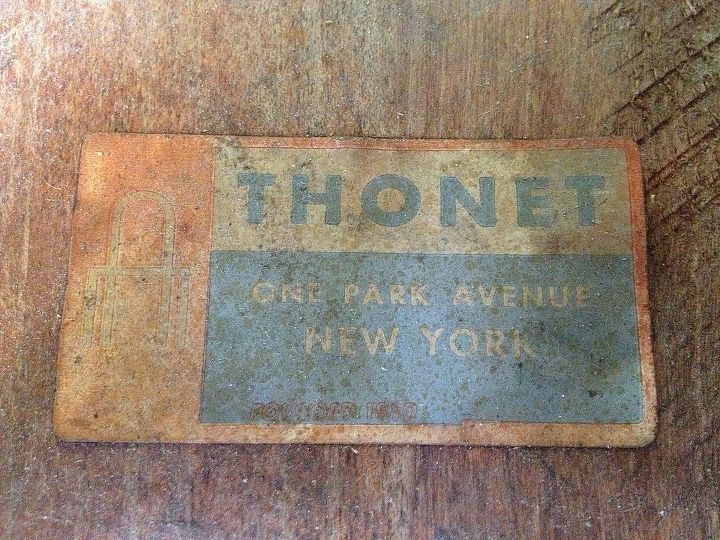 THONET
ONE PARK AVENUE
NEW YORK
FOUNDED 1830